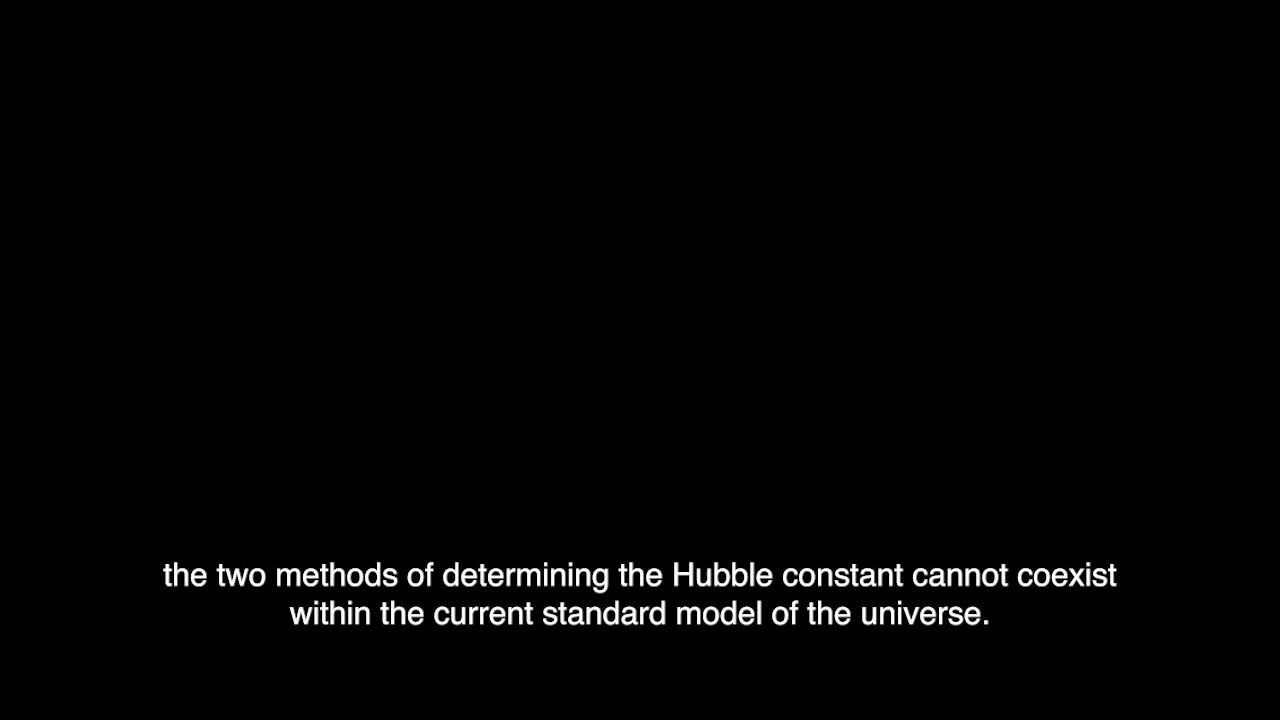 the two methods of determining the Hubble constant cannot coexist
within the current standard model of the universe.